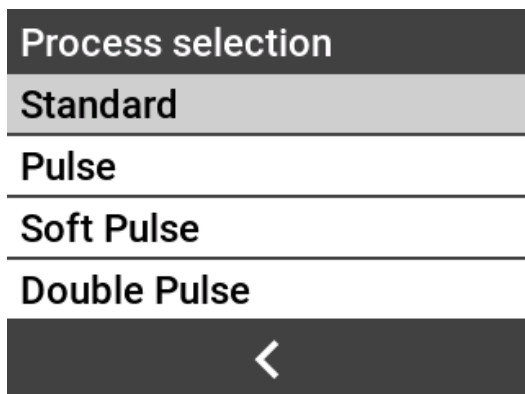 Process selection
Standard
Pulse
Soft Pulse
Double Pulse